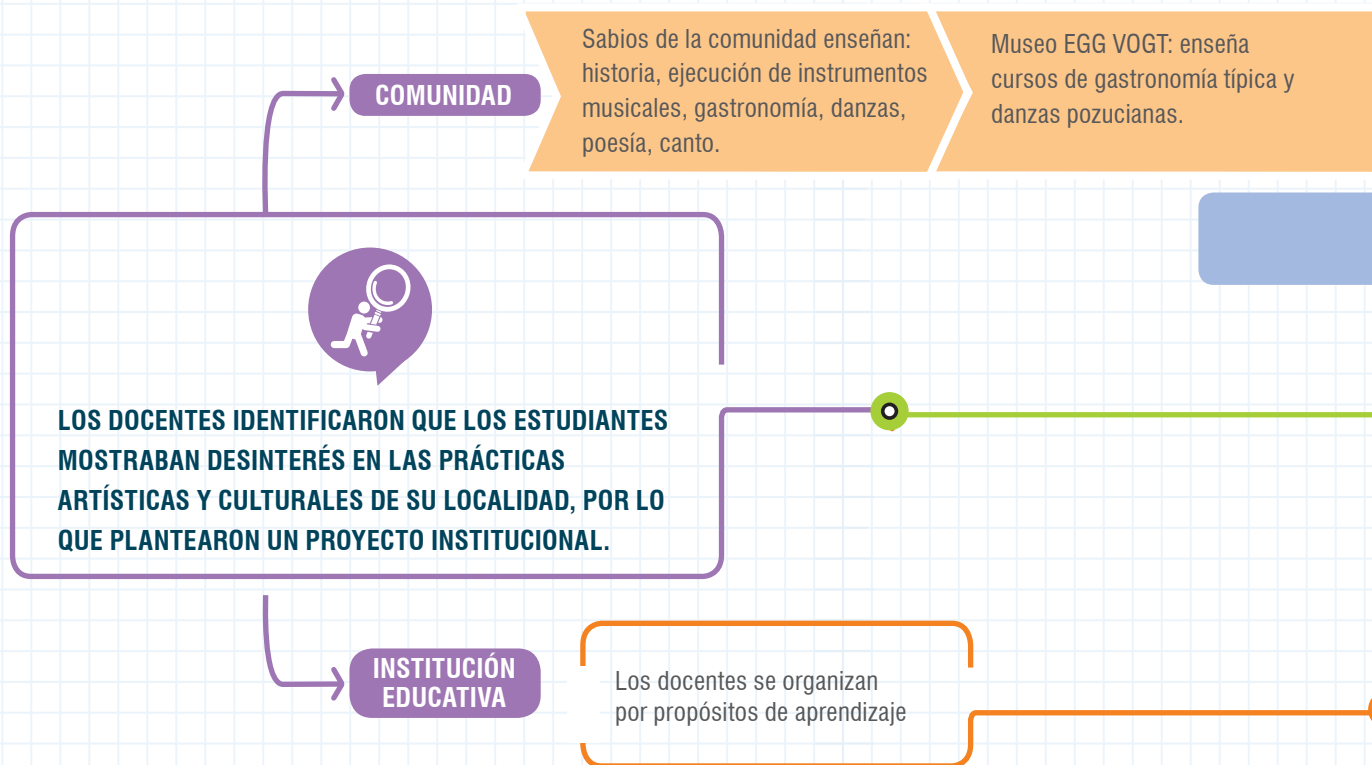 COMUNIDAD
Sabios de la comunidad enseñan:
historia, ejecución de instrumentos
musicales, gastronomía, danzas,
poesía, canto.
Museo EGG VOGT: enseña
cursos de gastronomía típica y
danzas pozucianas.
LOS DOCENTES IDENTIFICARON QUE LOS ESTUDIANTES
MOSTRABAN DESINTERÉS EN LAS PRÁCTICAS
ARTÍSTICAS Y CULTURALES DE SU LOCALIDAD, POR LO
QUE PLANTEARON UN PROYECTO INSTITUCIONAL.
INSTITUCIÓN
EDUCATIVA
Los docentes se organizan
por propósitos de aprendizaje